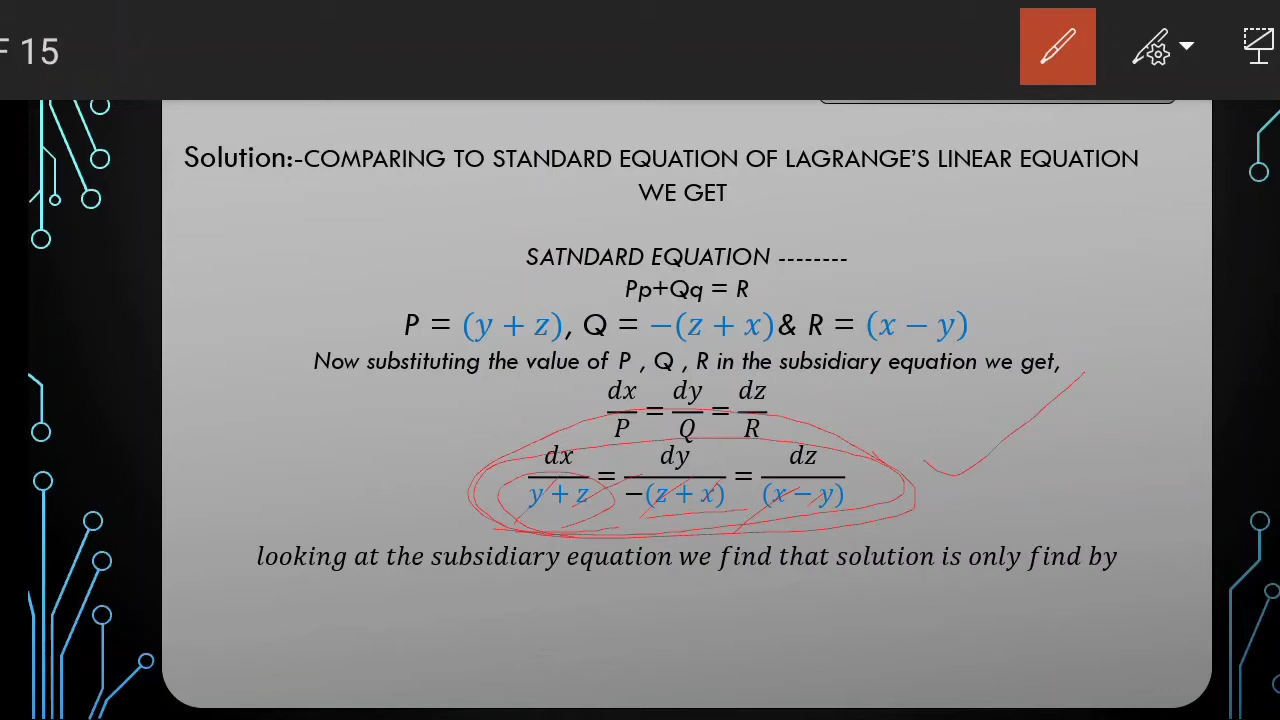 F 15
Solution:-COMPARING TO STANDARD EQUATION OF LAGRANGE'S LINEAR EQUATION
WE GET
SATNDARD EQUATION --------
Pp+Qq = R
P = (y + z), Q = −(z + x)& R = (x − y)
Now substituting the value of P , Q , R in the subsidiary equation we get,
dx/P = dy/Q = dz/R
dx/y + z = dy/−(z + x) = dz/(x − y)
looking at the subsidiary equation we find that solution is only find by